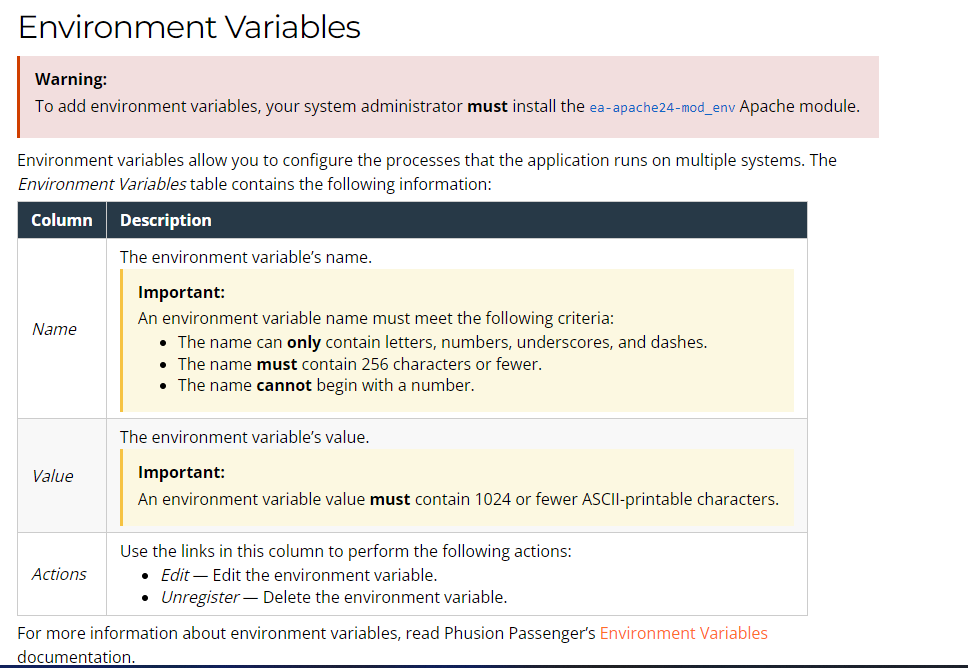 Environment Variables
Warning:
To add environment variables, your system administrator must install the ea-apache24-mod_env Apache module.
Environment variables allow you to configure the processes that the application runs on multiple systems. The
Environment Variables table contains the following information:
Column Description
The environment variable’s name.
Important:
An environment variable name must meet the following criteria:
Name
• The name can only contain letters, numbers, underscores, and dashes.
• The name must contain 256 characters or fewer.
• The name cannot begin with a number.
The environment variable’s value.
Important:
Value
An environment variable value must contain 1024 or fewer ASCII-printable characters.
Use the links in this column to perform the following actions:
Actions
• Edit — Edit the environment variable.
• Unregister — Delete the environment variable.
For more information about environment variables, read Phusion Passenger’s Environment Variables
documentation.